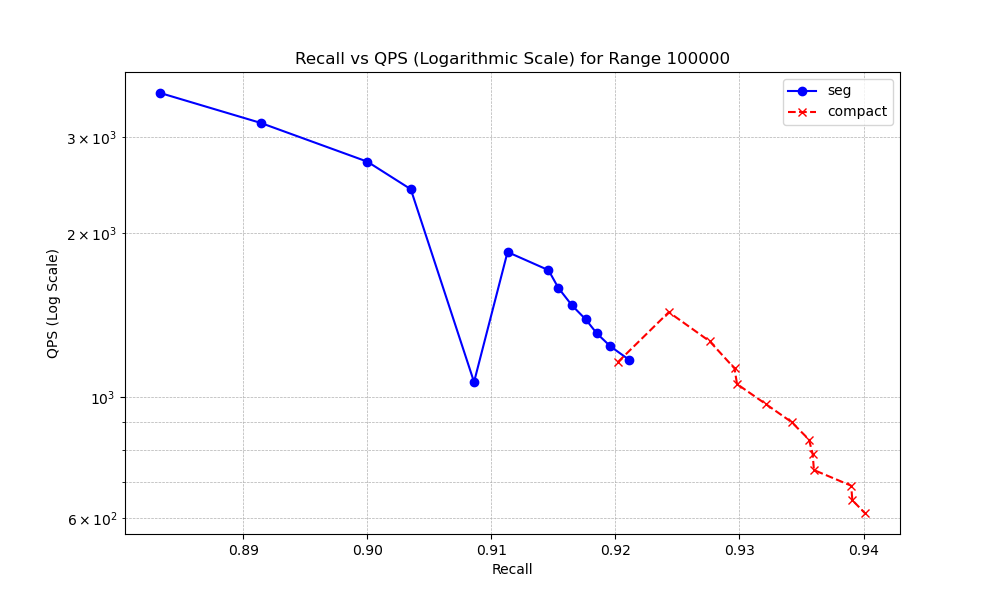 Recall vs QPS (Logarithmic Scale) for Range 100000
seg
compact
QPS (Log Scale)
3 × 10³
2 × 10³
10³
6 × 10²
0.89 0.90 0.91 0.92 0.93 0.94
Recall